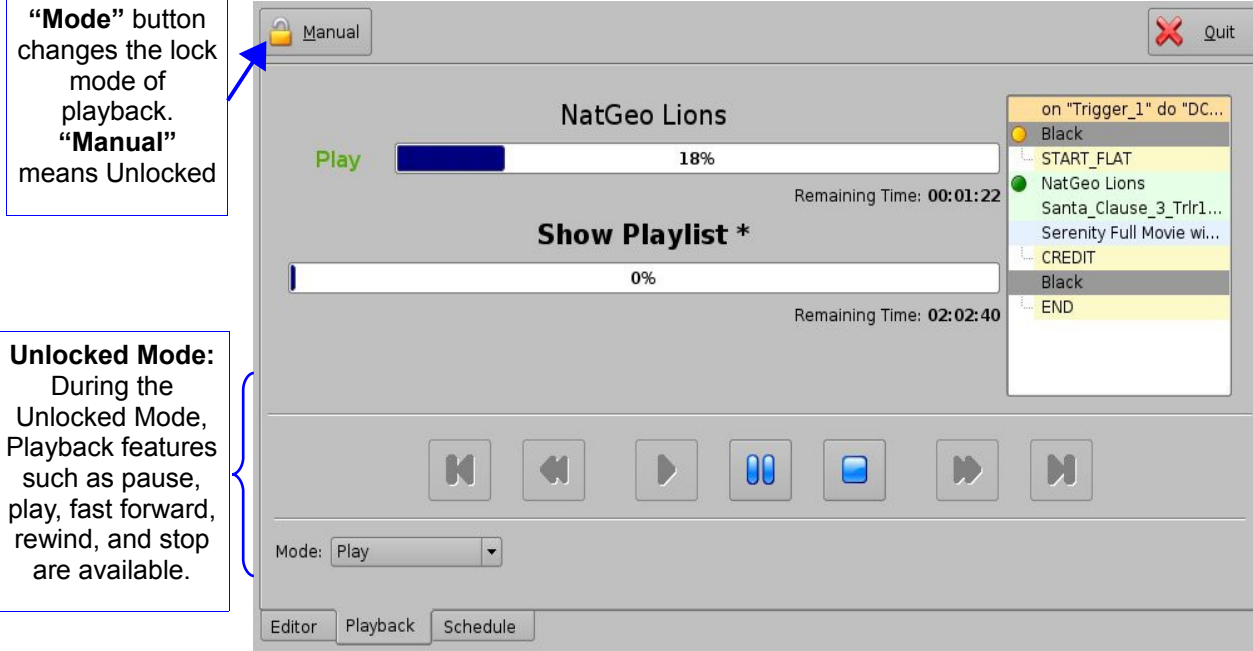 “Mode” button
changes the lock
mode of
playback.
“Manual”
means Unlocked
Unlocked Mode:
During the
Unlocked Mode,
Playback features
such as pause,
play, fast forward,
rewind, and stop
are available.
Manual
Quit
NatGeo Lions
Play
18%
Remaining Time: 00:01:22
Show Playlist *
0%
Remaining Time: 02:02:40
on "Trigger_1" do "DC...
Black
START_FLAT
NatGeo Lions
Santa_Clause_3_Trlr1...
Serenity Full Movie wi...
CREDIT
Black
END
Mode: Play
Editor Playback Schedule